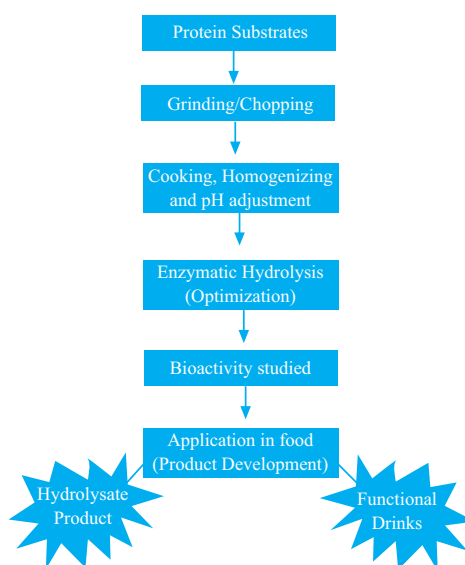 Protein Substrates
Grinding/Chopping
Cooking, Homogenizing
and pH adjustment
Enzymatic Hydrolysis
(Optimization)
Bioactivity studied
Application in food
(Product Development)
Hydrolysate
Product
Functional
Drinks